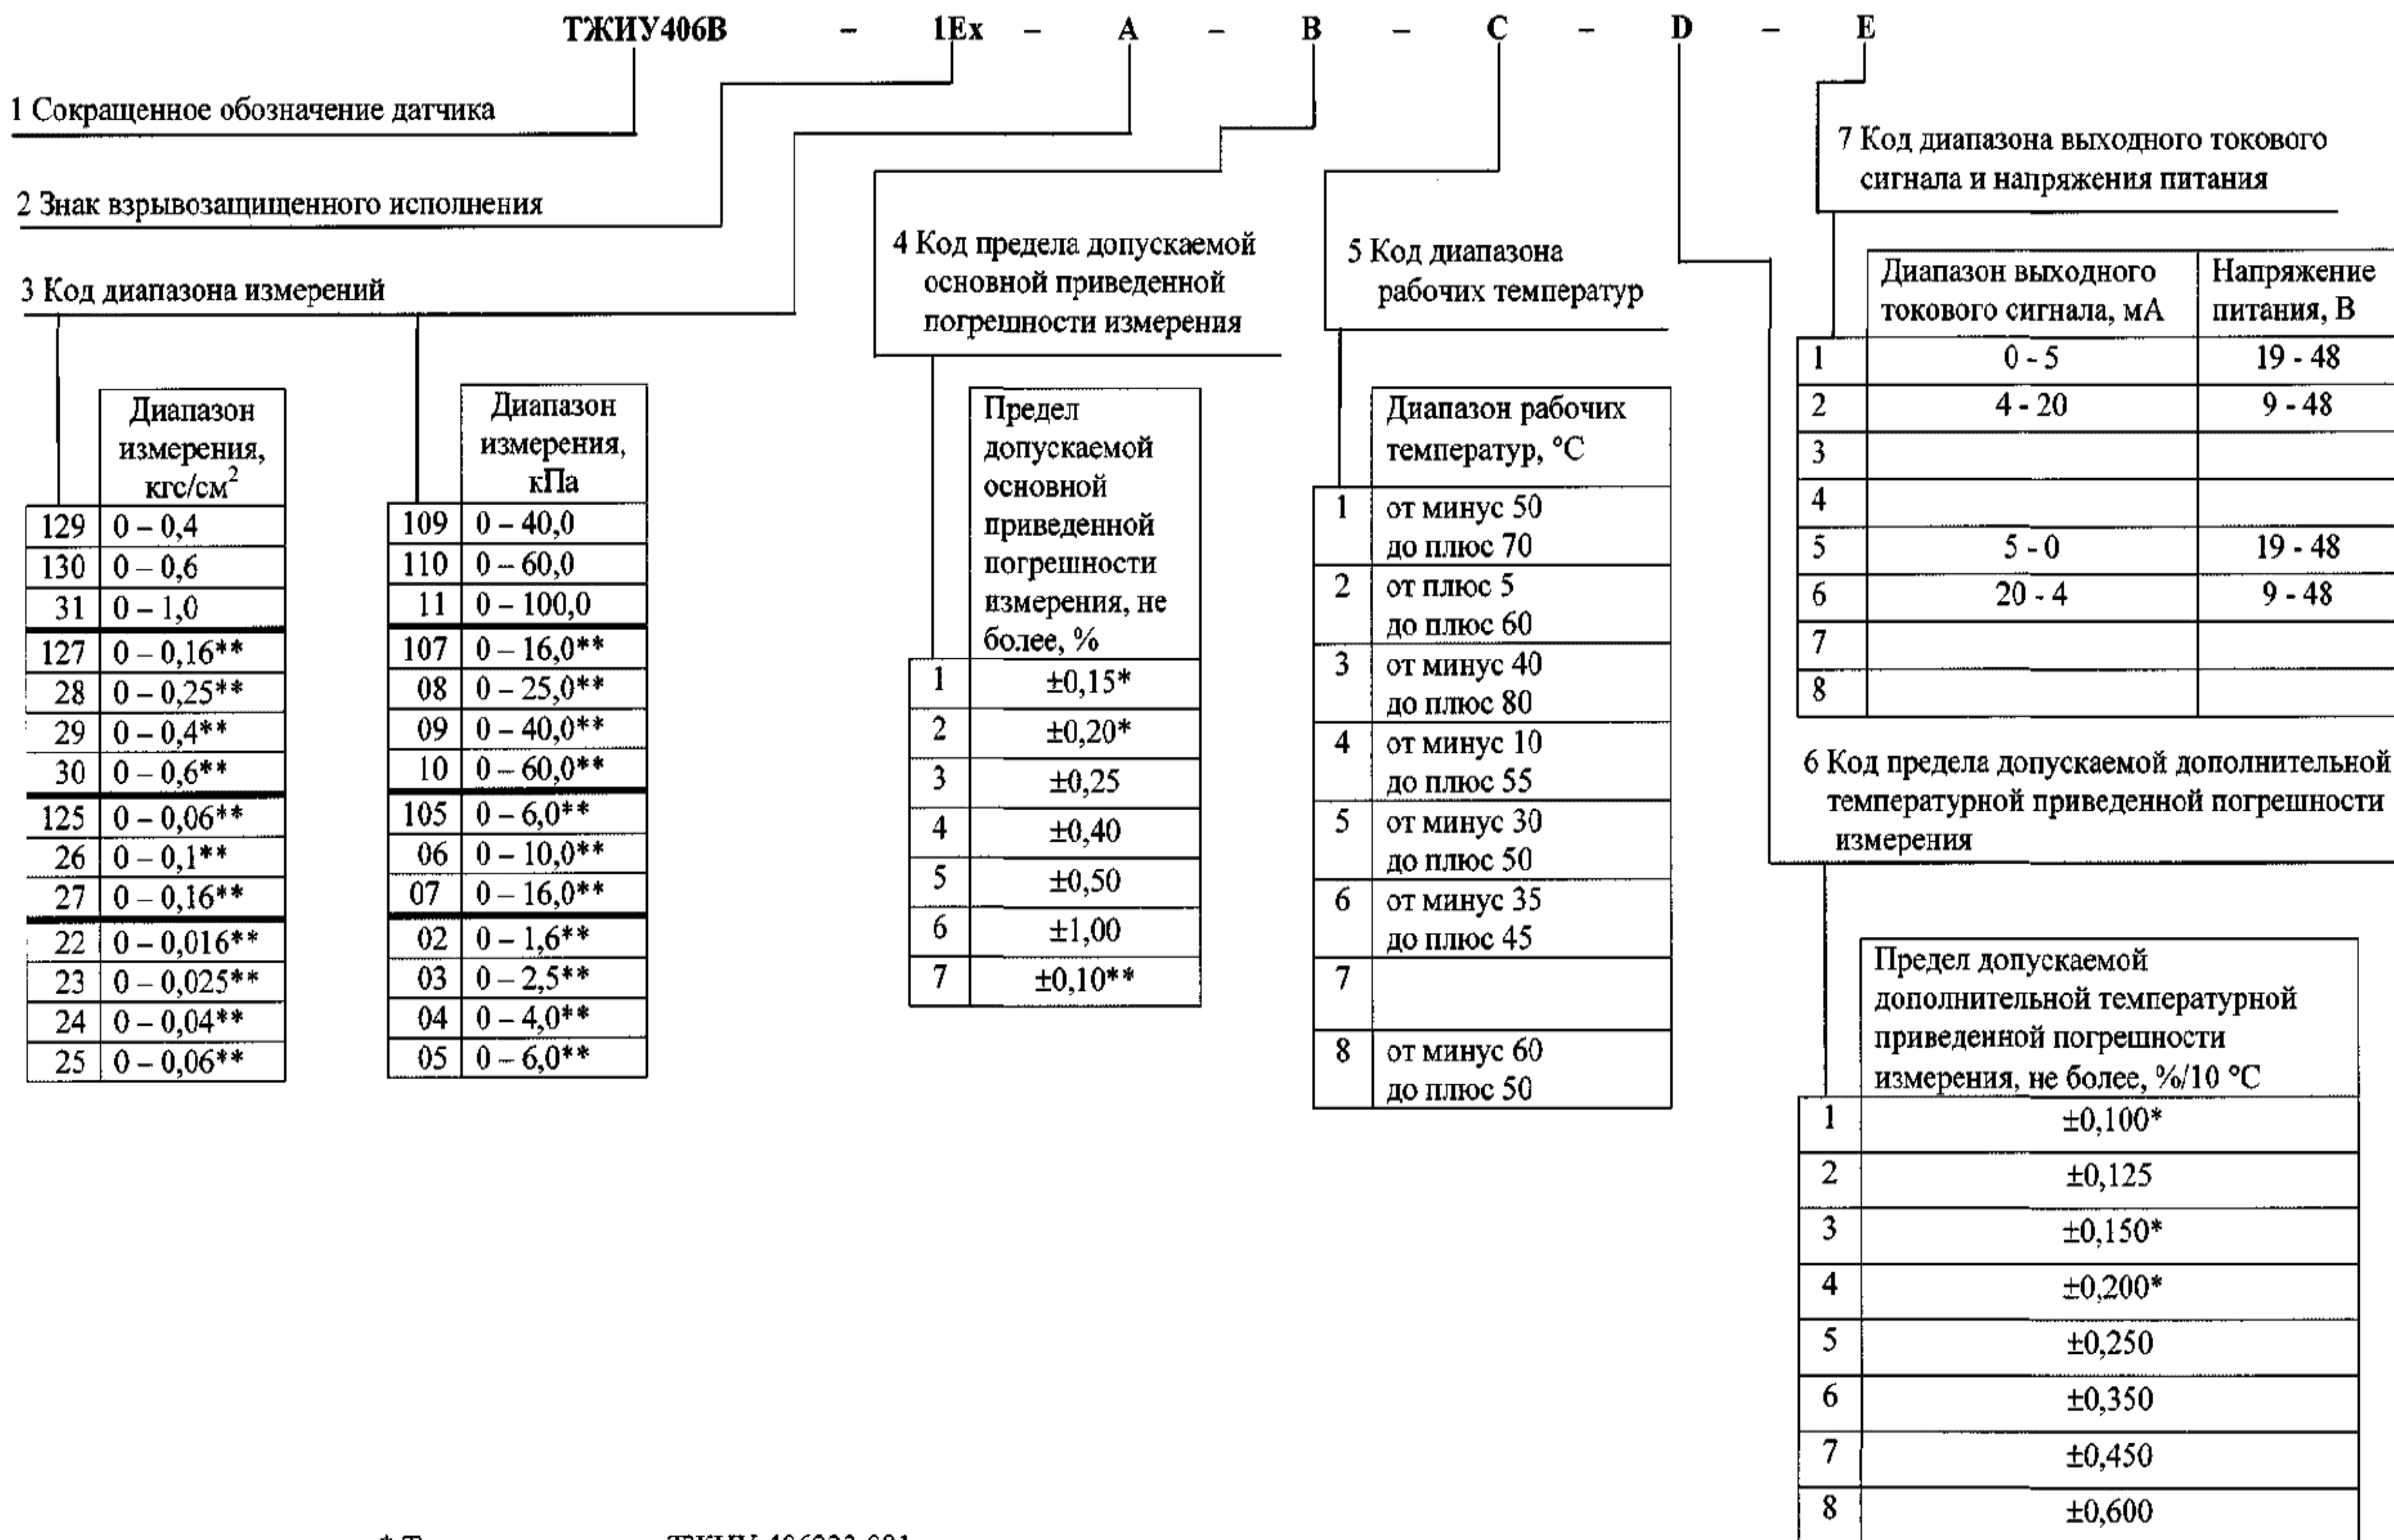 ТЖИУ406В – 1Ex – А – В – С – D – Е
1 Сокращенное обозначение датчика
2 Знак взрывозащищенного исполнения
3 Код диапазона измерений
Диапазон
измерения,
кгс/см²
129 0 – 0,4
130 0 – 0,6
31 0 – 1,0
127 0 – 0,16**
28 0 – 0,25**
29 0 – 0,4**
30 0 – 0,6**
125 0 – 0,06**
26 0 – 0,1**
27 0 – 0,16**
22 0 – 0,016**
23 0 – 0,025**
24 0 – 0,04**
25 0 – 0,06**
Диапазон
измерения,
кПа
109 0 – 40,0
110 0 – 60,0
11 0 – 100,0
107 0 – 16,0**
08 0 – 25,0**
09 0 – 40,0**
10 0 – 60,0**
105 0 – 6,0**
06 0 – 10,0**
07 0 – 16,0**
02 0 – 1,6**
03 0 – 2,5**
04 0 – 4,0**
05 0 – 6,0**
4 Код предела допускаемой
основной приведенной
погрешности измерения
Предел
допускаемой
основной
приведенной
погрешности
измерения, не
более, %
1 ±0,15*
2 ±0,20*
3 ±0,25
4 ±0,40
5 ±0,50
6 ±1,00
7 ±0,10**
5 Код диапазона
рабочих температур
Диапазон рабочих
температур, °С
1 от минус 50
до плюс 70
2 от плюс 5
до плюс 60
3 от минус 40
до плюс 80
4 от минус 10
до плюс 55
5 от минус 30
до плюс 50
6 от минус 35
до плюс 45
7
8 от минус 60
до плюс 50
7 Код диапазона выходного токового
сигнала и напряжения питания
Диапазон выходного Напряжение
токового сигнала, мА питания, В
1 0 - 5 19 - 48
2 4 - 20 9 - 48
3
4
5 5 - 0 19 - 48
6 20 - 4 9 - 48
7
8
6 Код предела допускаемой дополнительной
температурной приведенной погрешности
измерения
Предел допускаемой
дополнительной температурной
приведенной погрешности
измерения, не более, %/10 °С
1 ±0,100*
2 ±0,125
3 ±0,150*
4 ±0,200*
5 ±0,250
6 ±0,350
7 ±0,450
8 ±0,600